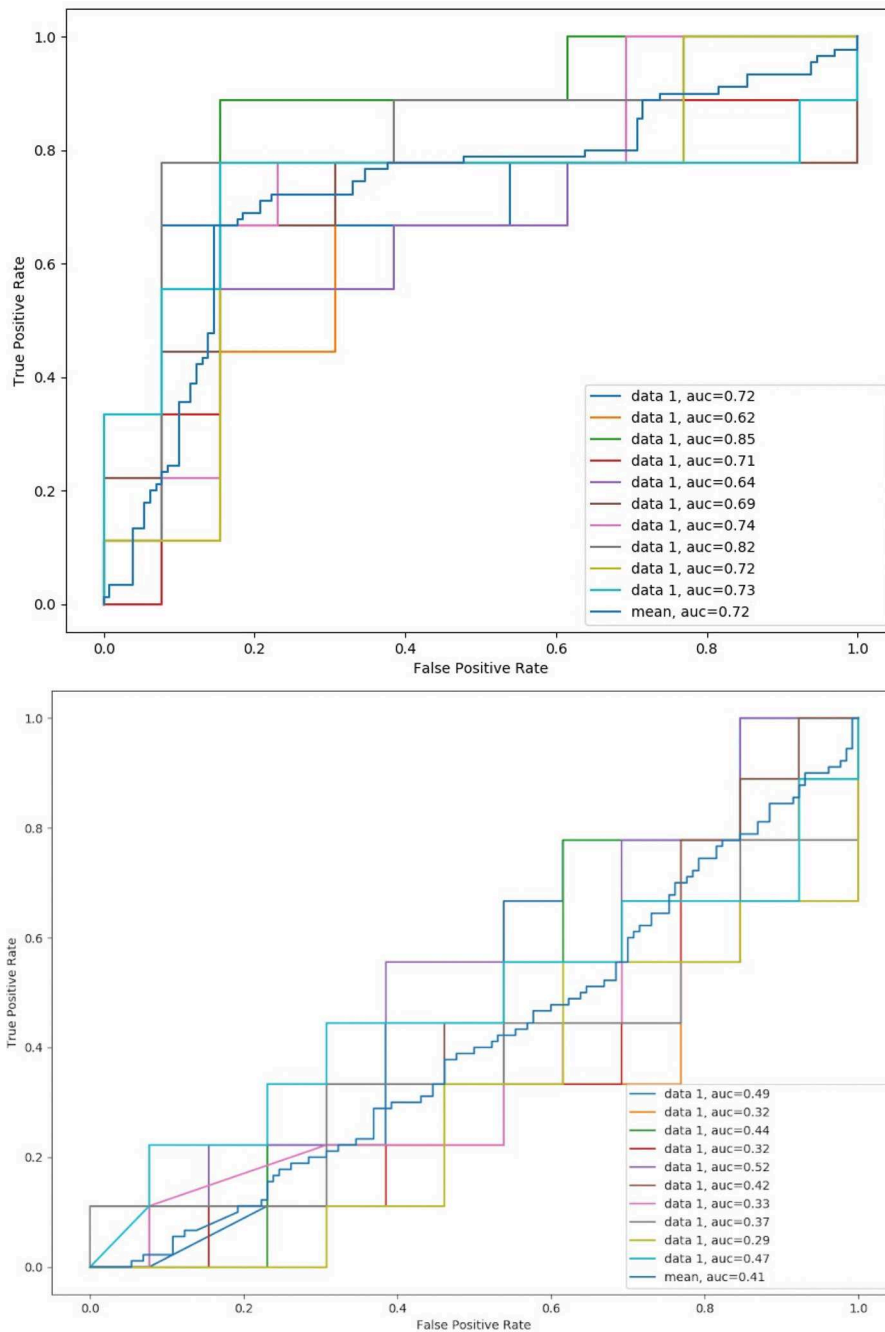 1.0
0.8
0.6
0.4
0.2
0.0
True Positive Rate
data 1, auc=0.72
data 1, auc=0.62
data 1, auc=0.85
data 1, auc=0.71
data 1, auc=0.64
data 1, auc=0.69
data 1, auc=0.74
data 1, auc=0.82
data 1, auc=0.72
data 1, auc=0.73
mean, auc=0.72
0.0 0.2 0.4 0.6 0.8 1.0
False Positive Rate
1.0
0.8
0.6
0.4
0.2
0.0
True Positive Rate
data 1, auc=0.49
data 1, auc=0.32
data 1, auc=0.44
data 1, auc=0.32
data 1, auc=0.52
data 1, auc=0.42
data 1, auc=0.33
data 1, auc=0.37
data 1, auc=0.29
data 1, auc=0.47
mean, auc=0.41
0.0 0.2 0.4 0.6 0.8 1.0
False Positive Rate